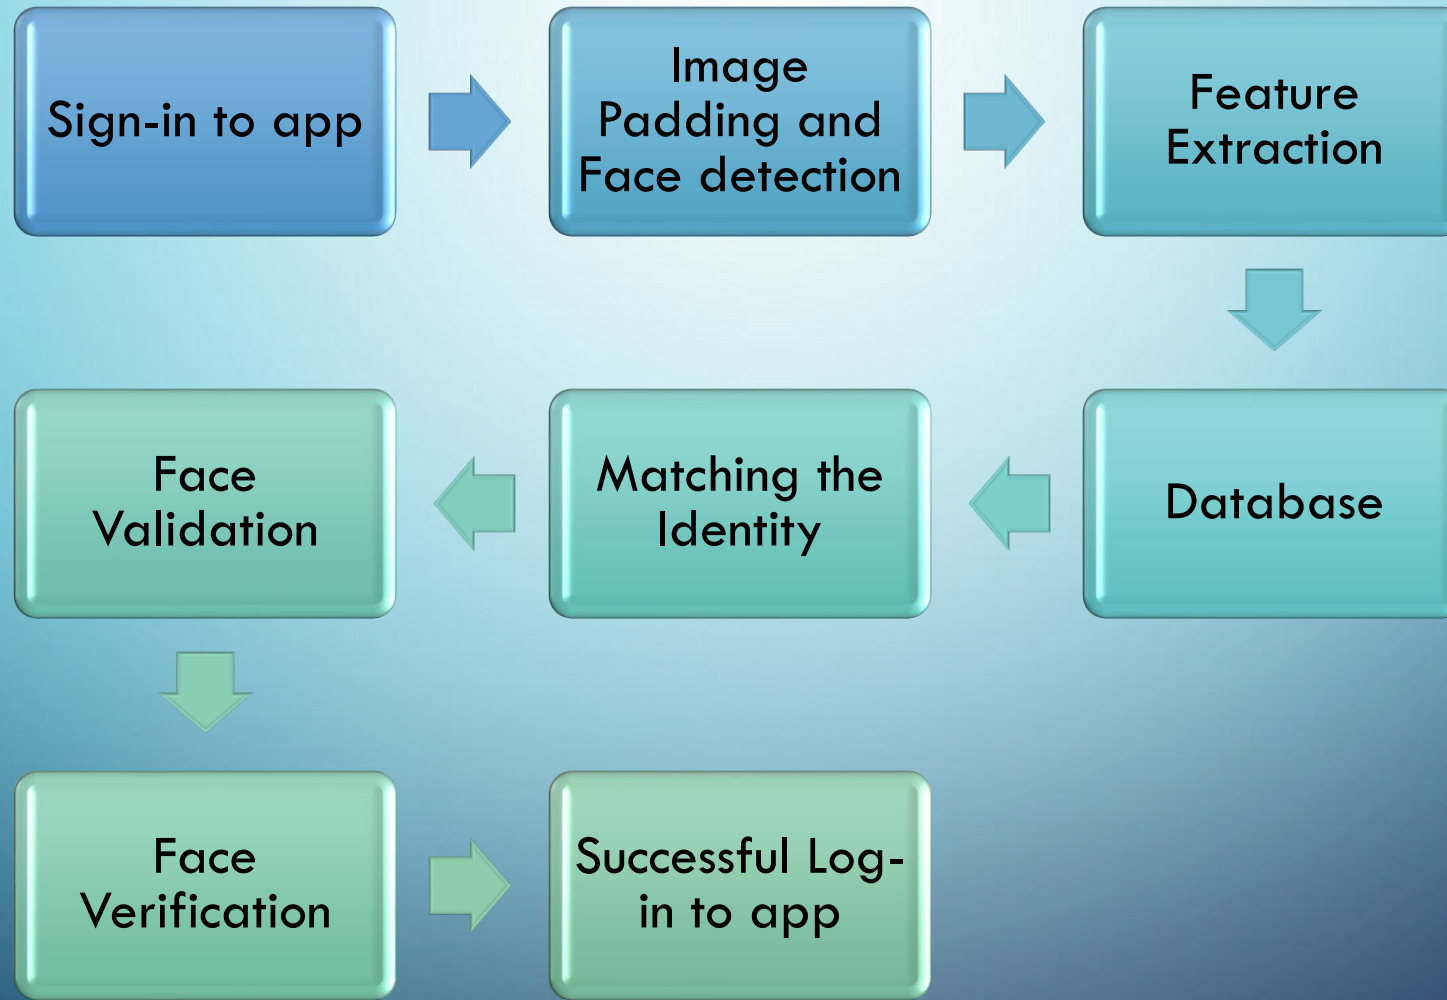 Sign-in to app
Image
Padding and
Face detection
Feature
Extraction
Database
Matching the
Identity
Face
Validation
Face
Verification
Successful Log-
in to app